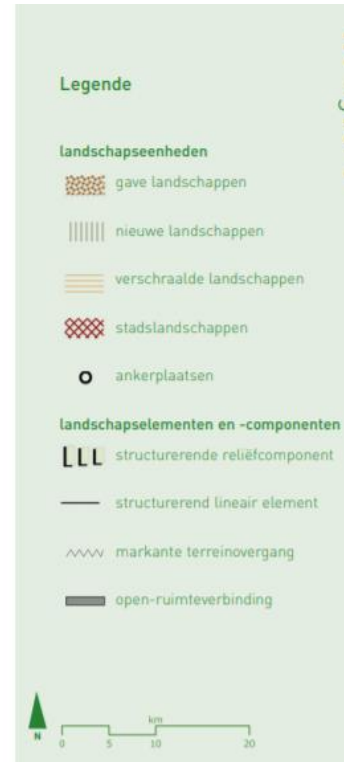 Legende
landschapseenheden
gave landschappen
nieuwe landschappen
verschraalde landschappen
stadslandschappen
ankerplaatsen
landschapselementen en -componenten
structurerende reliëfcomponent
structurerend lineair element
markante terreinovergang
open-ruimteverbinding
km
N
0 5 10 20